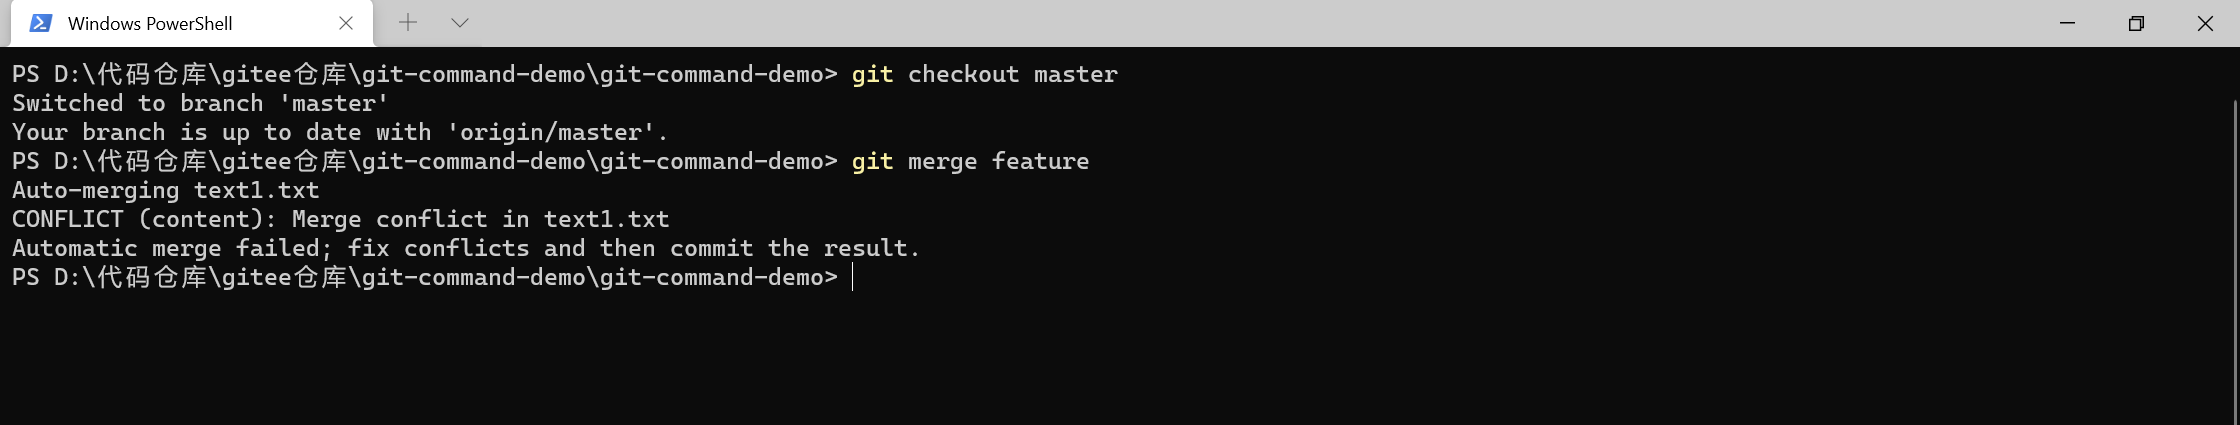 Windows PowerShell
PS D:\代码仓库\gitee仓库\git-command-demo\git-command-demo> git checkout master
Switched to branch 'master'
Your branch is up to date with 'origin/master'.
PS D:\代码仓库\gitee仓库\git-command-demo\git-command-demo> git merge feature
Auto-merging text1.txt
CONFLICT (content): Merge conflict in text1.txt
Automatic merge failed; fix conflicts and then commit the result.
PS D:\代码仓库\gitee仓库\git-command-demo\git-command-demo>